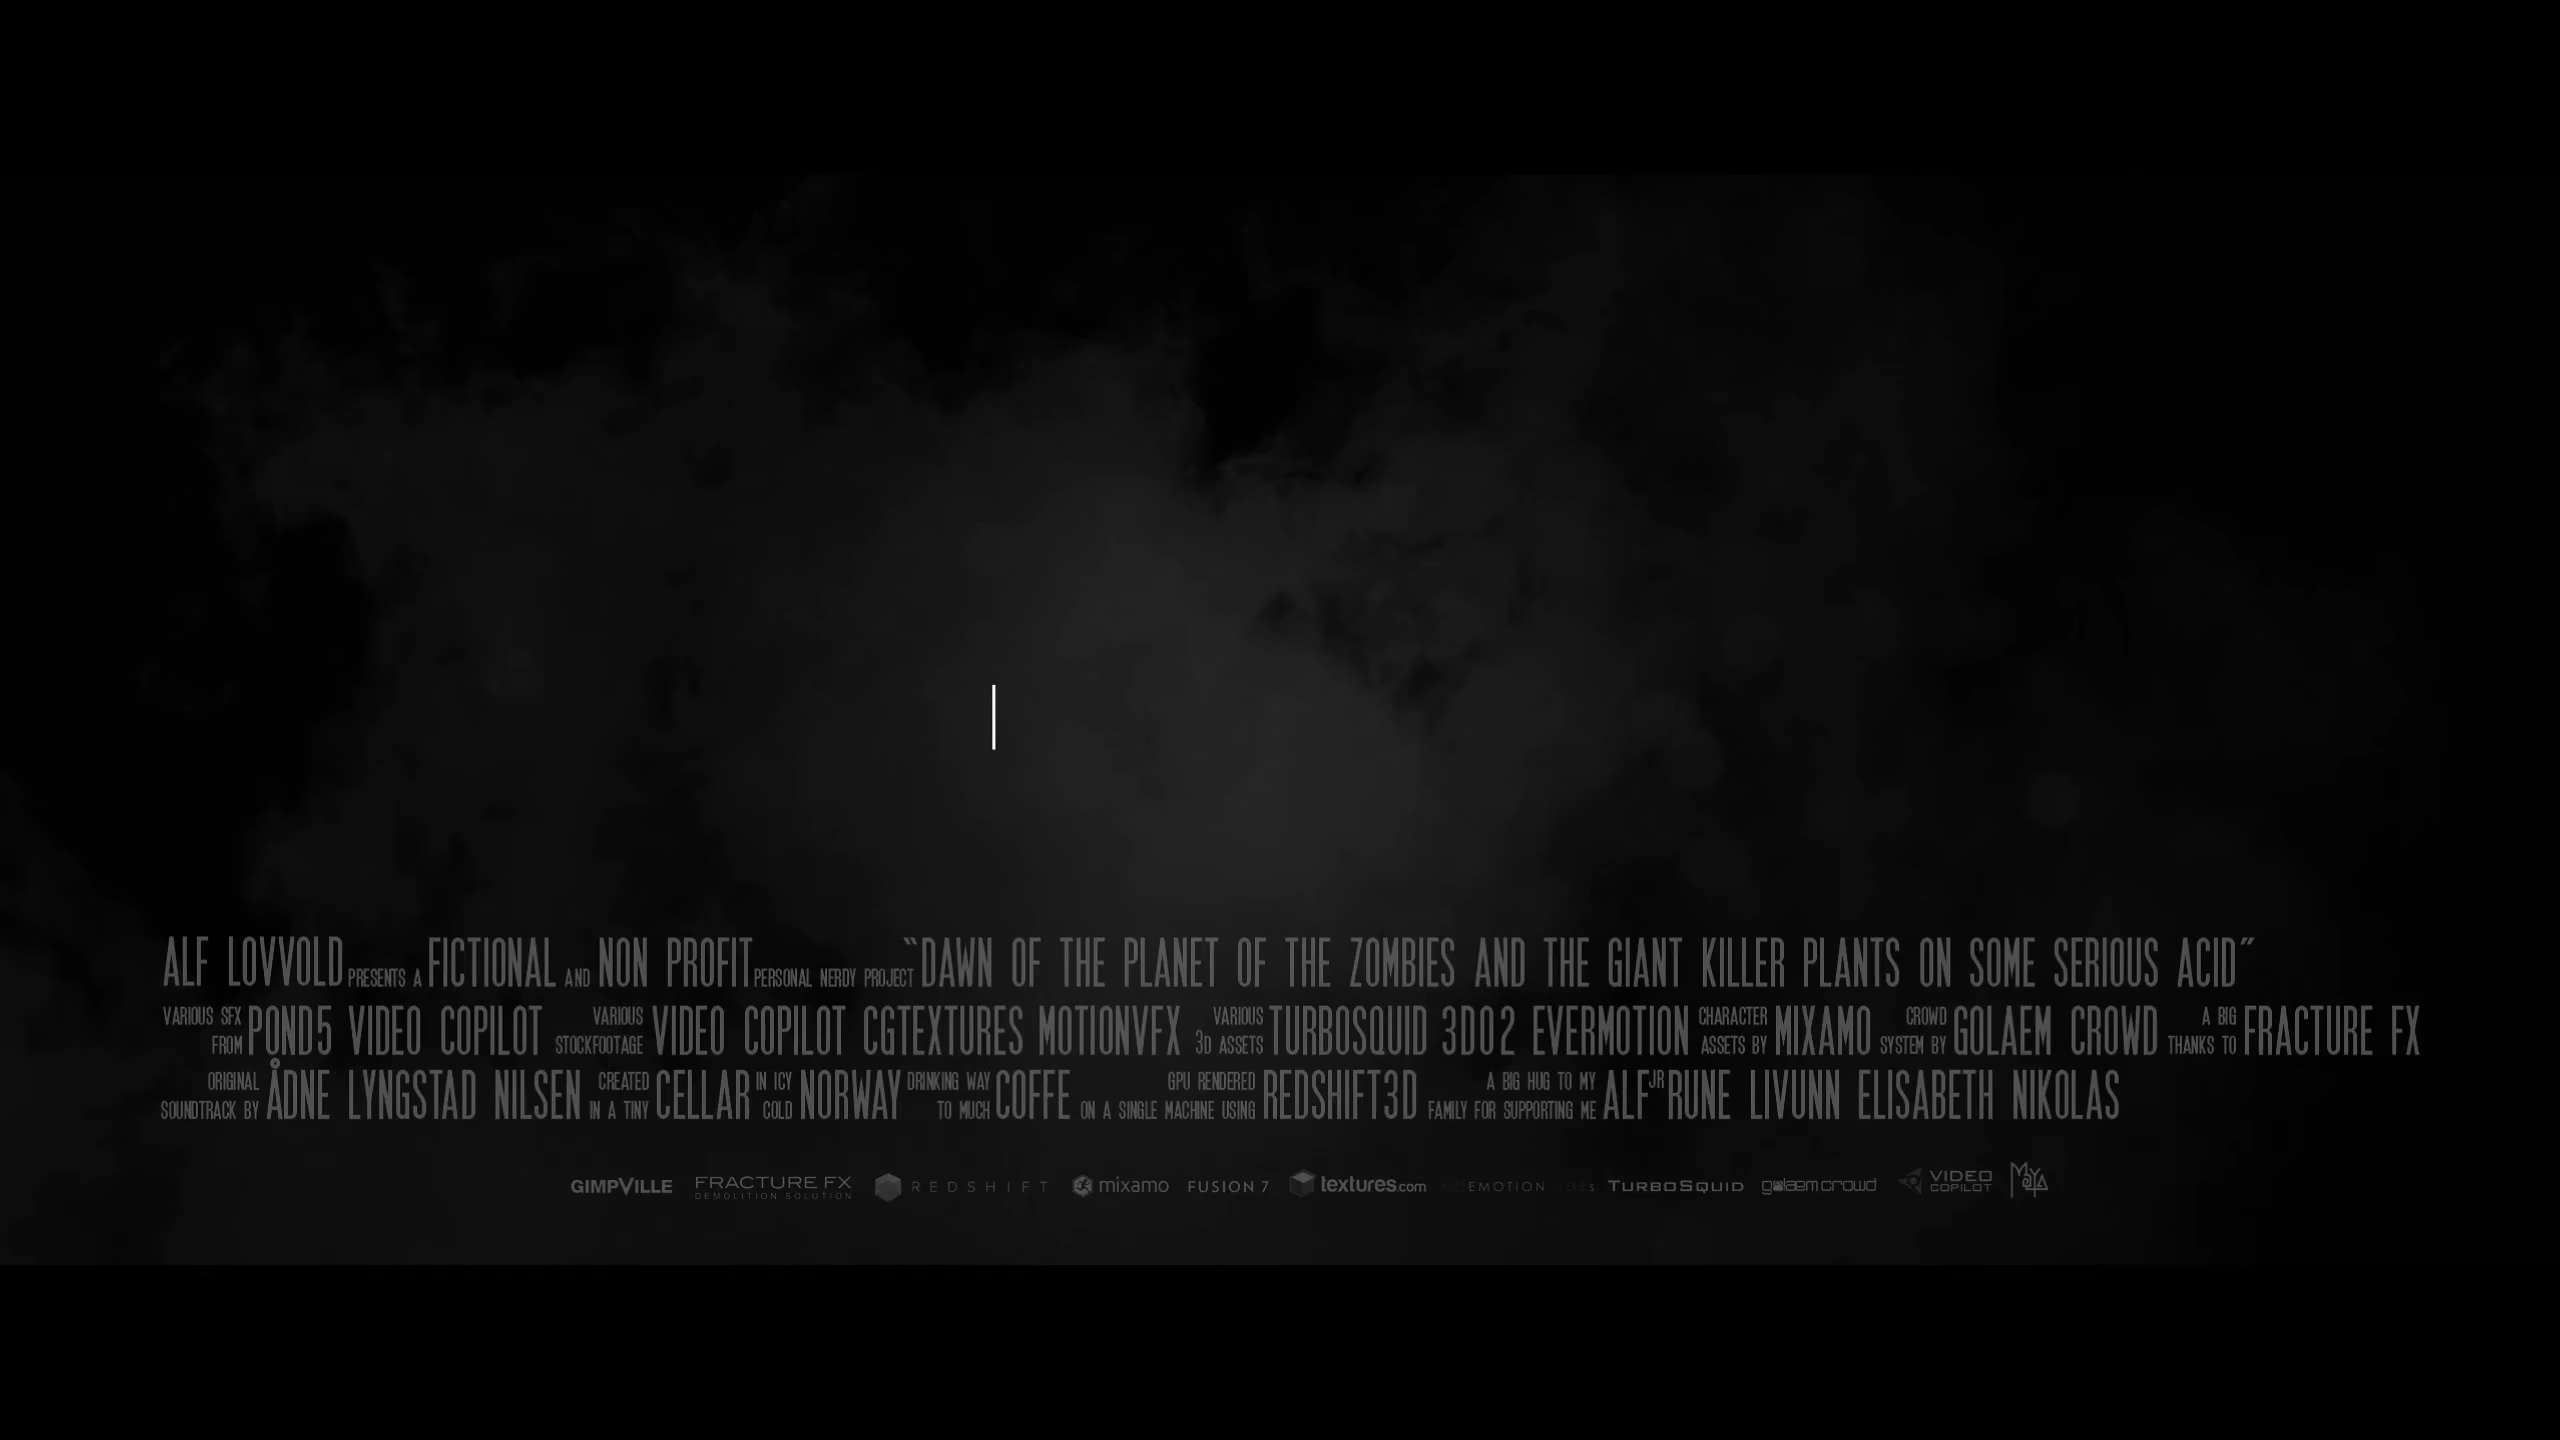 ALF LOVVOLD PRESENTS A FICTIONAL AND NON PROFIT PERSONAL NERDY PROJECT “DAWN OF THE PLANET OF THE ZOMBIES AND THE GIANT KILLER PLANTS ON SOME SERIOUS ACID”
VARIOUS SFX FROM POND5 VIDEO COPILOT VARIOUS STOCKFOOTAGE VIDEO COPILOT CGTEXTURES MOTIONVFX VARIOUS 3D ASSETS TURBOSQUID 3D02 EVERMOTION CHARACTER ASSETS BY MIXAMO CROWD SYSTEM BY GOLAEM CROWD A BIG THANKS TO FRACTURE FX
ORIGINAL SOUNDTRACK BY ÅDNE LYNGSTAD NILSEN CREATED IN A TINY CELLAR IN ICY COLD NORWAY DRINKING WAY TO MUCH COFFE GPU RENDERED ON A SINGLE MACHINE USING REDSHIFT3D A BIG HUG TO MY FAMILY FOR SUPPORTING ME ALF JR RUNE LIVUNN ELISABETH NIKOLAS
GIMPVILLE FRACTURE FX DEMOLITION SOLUTION REDSHIFT mixamo FUSION 7 textures.com TURBOSQUID golaem crowd VIDEO COPILOT